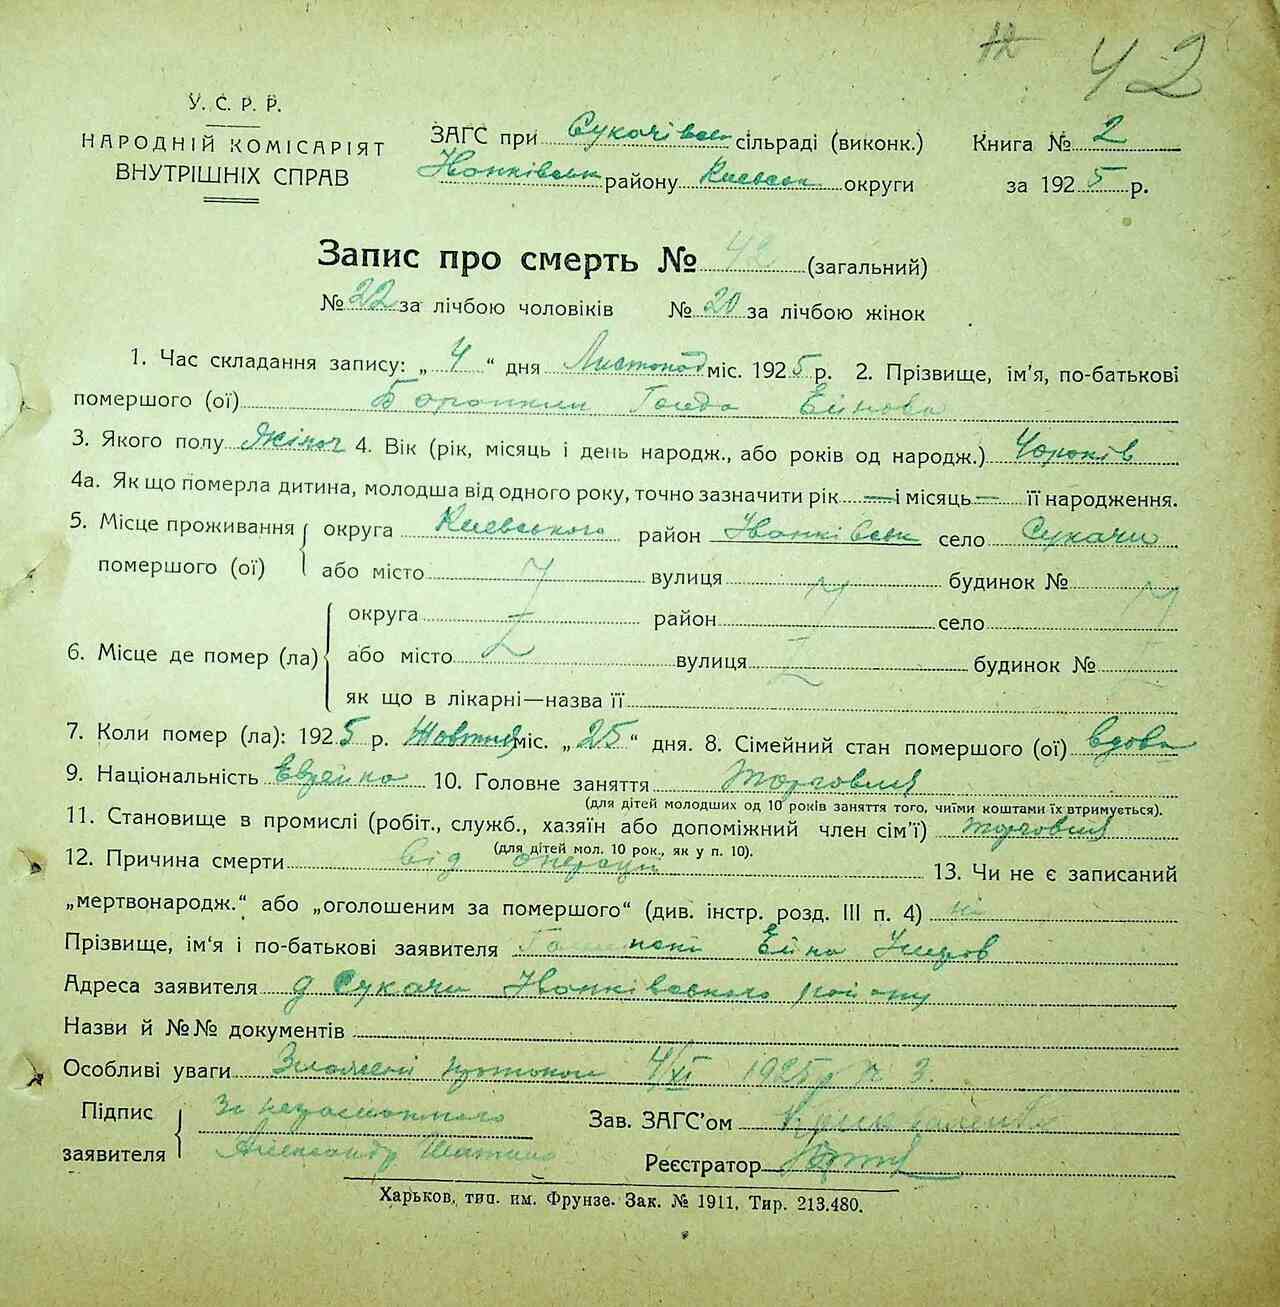 12 42
У. С. Р. Р.
НАРОДНІЙ КОМІСАРІЯТ
ВНУТРІШНІХ СПРАВ
ЗАГС при Сукачівськ сільраді (виконк.)
Іванківськ району Київськ округи
Книга № 2
за 1925 р.
Запис про смерть № 42 (загальний)
№ 22 за лічбою чоловіків № 20 за лічбою жінок
1. Час складання запису: „ 4 “ дня Листопад міс. 1925 р. 2. Прізвище, ім'я, по-батькові
помершого (ої)
3. Якого полу Жіноч 4. Вік (рік, місяць і день народж., або років од народж.)
4а. Як що померла дитина, молодша від одного року, точно зазначити рік — і місяць — її народження.
5. Місце проживання помершого (ої) округа Киевського район Іванківськ село Сукачи
або місто вулиця будинок №
6. Місце де помер (ла) округа район село
або місто вулиця будинок №
як що в лікарні—назва її
7. Коли помер (ла): 1925 р. Жовтня міс. „ 25 “ дня. 8. Сімейний стан помершого (ої) вдова
9. Національність Еврейка 10. Головне заняття Торговля
(для дітей молодших од 10 років заняття того, чиїми коштами їх втримується).
11. Становище в промислі (робіт., служб., хазяїн або допоміжний член сім'ї) торговля
(для дітей мол. 10 рок., як у п. 10).
12. Причина смерти від операціі 13. Чи не є записаний
„мертвонародж.“ або „оголошеним за помершого“ (див. інстр. розд. III п. 4) ні
Прізвище, ім'я і по-батькові заявителя
Адреса заявителя Сукачи Іванківського району
Назви й №№ документів
Особливі уваги протокол 4/XI 1925 р № 3.
Підпис заявителя За
Александр
Зав. ЗАГС'ом
Реєстратор
Харьков, тип. им. Фрунзе. Зак. № 1911. Тир. 213.480.